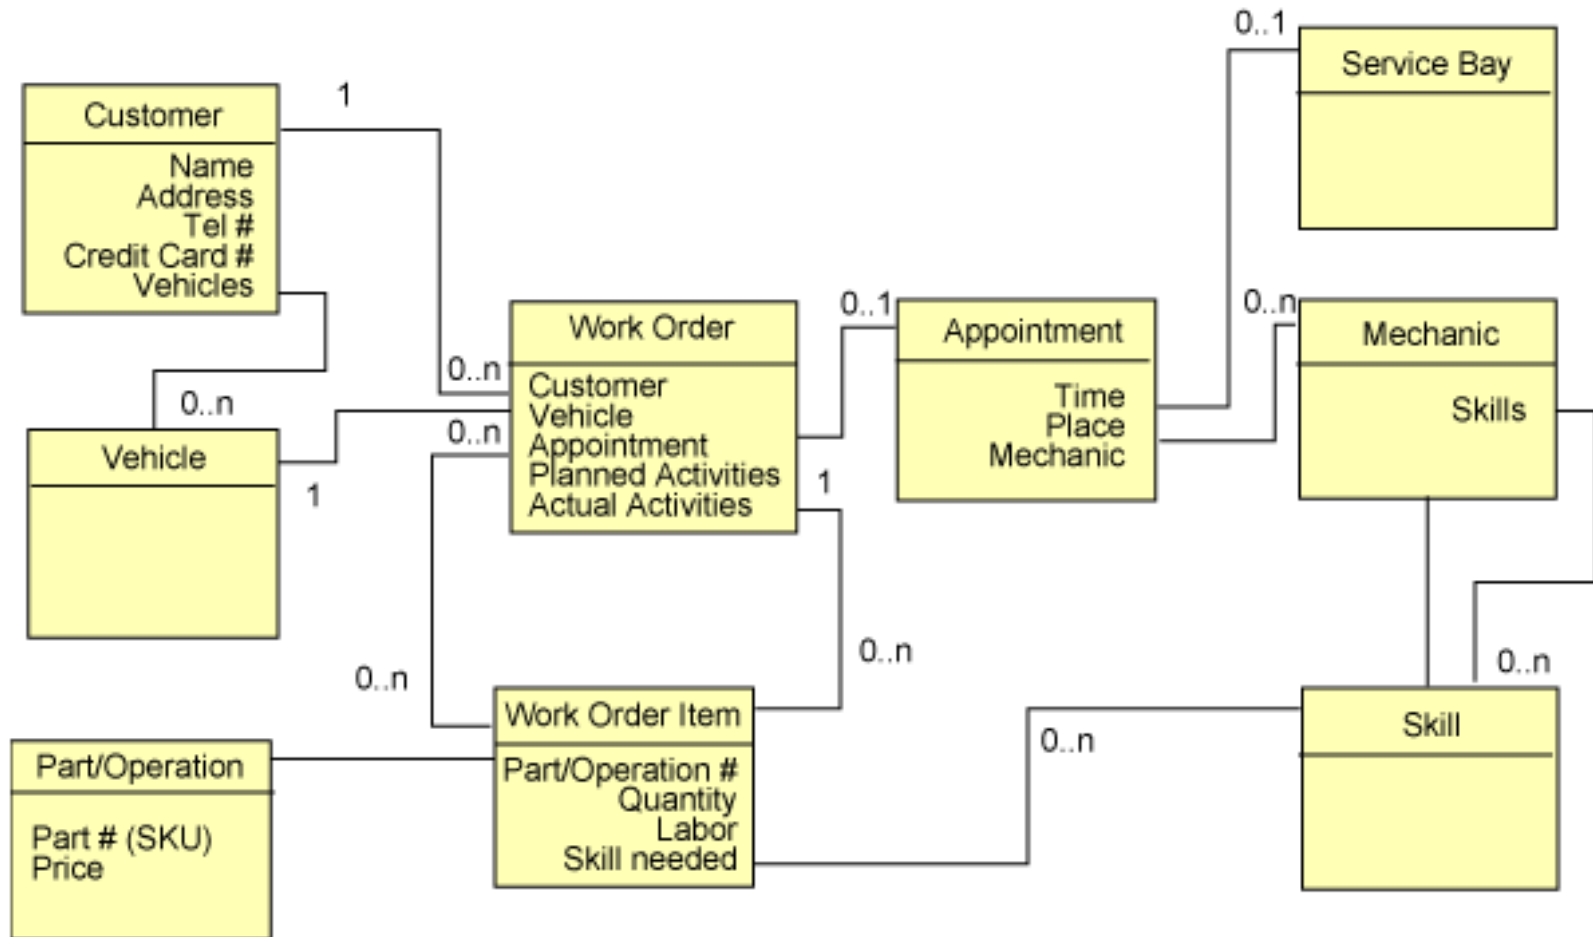 0..1
Service Bay
Customer
1
Name
Address
Tel #
Credit Card #
Vehicles
0..n
Vehicle
1
Work Order
0..n
Customer
Vehicle
0..n
Appointment
Planned Activities
Actual Activities
1
0..1
Appointment
Time
Place
Mechanic
0..n
Mechanic
Skills
0..n
0..n
Work Order Item
Part/Operation #
Quantity
Labor
Skill needed
0..n
0..n
Skill
Part/Operation
Part # (SKU)
Price